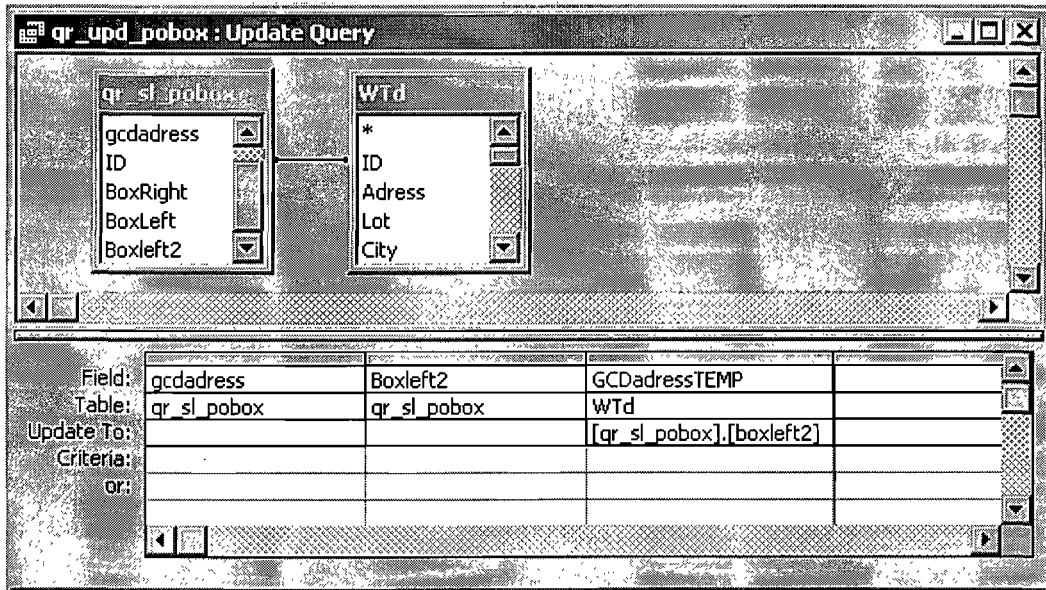 qr_upd_pobox : Update Query
qr_sl_pobox
WTd
gcdadress
ID
BoxRight
BoxLeft
Boxleft2
*
ID
Adress
Lot
City
Field: gcdadress Boxleft2 GCDadressTEMP
Table: qr_sl_pobox qr_sl_pobox WTd
Update To: [qr_sl_pobox].[boxleft2]
Criteria:
or: